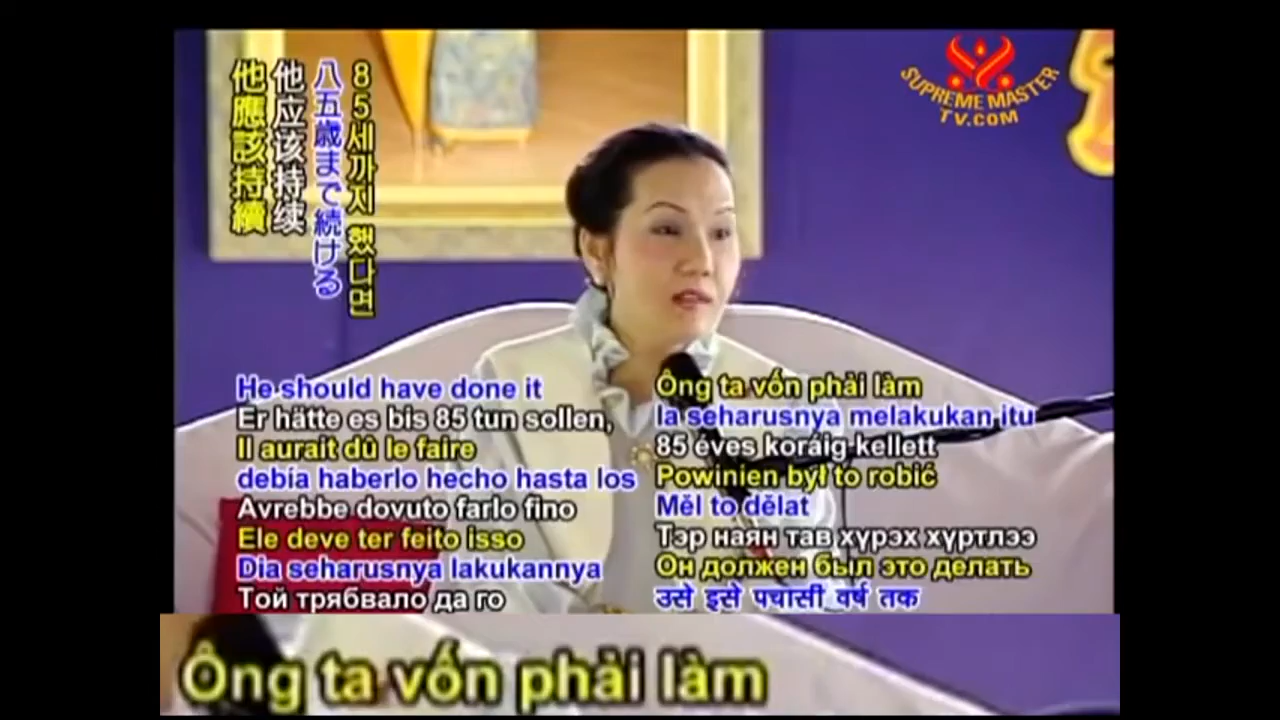 SUPREME MASTER
TV.COM
85세까지 했다면
八五歳まで続ける
他应该持续
他應該持續
He should have done it
Er hätte es bis 85 tun sollen,
Il aurait dû le faire
debía haberlo hecho hasta los
Avrebbe dovuto farlo fino
Ele deve ter feito isso
Dia seharusnya lakukannya
Той трябвало да го
Ông ta vốn phải làm
Ia seharusnya melakukan itu
85 éves koráig kellett
Powinien był to robić
Měl to dělat
Тэр наян тав хүрэх хүртлээ
Он должен был это делать
उसे इसे पचासी वर्ष तक
Ông ta vốn phải làm